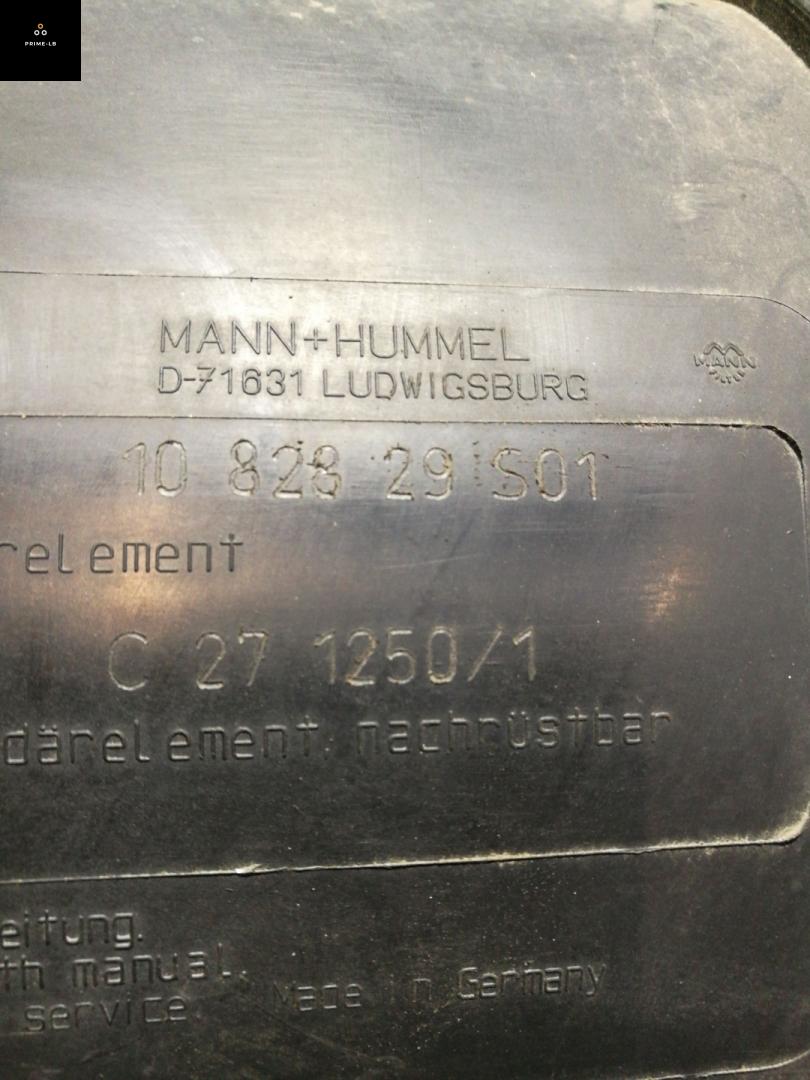 PRIME-LB
MANN+HUMMEL
D-71631 LUDWIGSBURG
MANN
FILTER
10 828 29 S01
relement
C 27 1250/1
därelement nachrüstbar
eitung.
th manual.
service.
Made in Germany